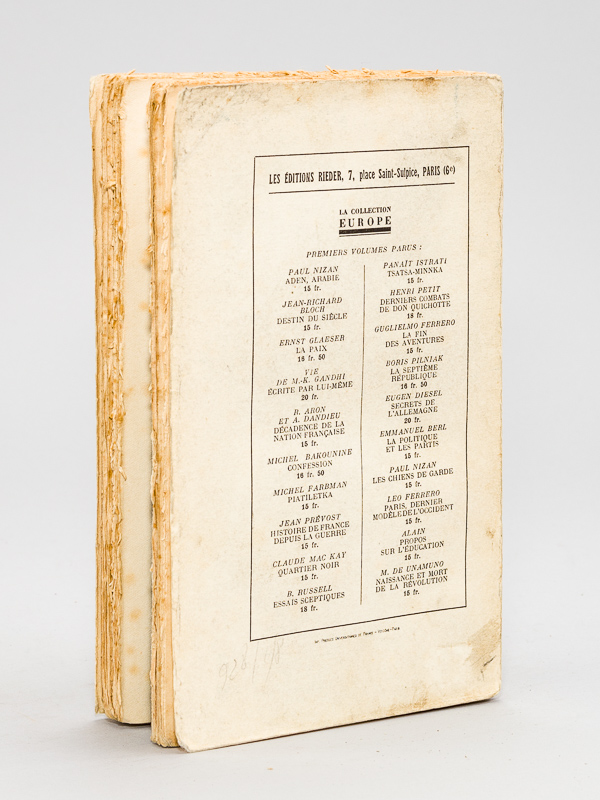 LES ÉDITIONS RIEDER, 7, place Saint-Sulpice, PARIS (6e)
LA COLLECTION
EUROPE
PREMIERS VOLUMES PARUS :
PAUL NIZAN
ADEN, ARABIE
15 fr.
JEAN-RICHARD
BLOCH
DESTIN DU SIÈCLE
15 fr.
ERNST GLAESER
LA PAIX
16 fr. 50
VIE
DE M.-K. GANDHI
ÉCRITE PAR LUI-MÊME
20 fr.
R. ARON
ET A. DANDIEU
DÉCADENCE DE LA
NATION FRANÇAISE
15 fr.
MICHEL BAKOUNINE
CONFESSION
16 fr. 50
MICHEL FARBMAN
PIATILETKA
15 fr.
JEAN PRÉVOST
HISTOIRE DE FRANCE
DEPUIS LA GUERRE
15 fr.
CLAUDE MAC KAY
QUARTIER NOIR
15 fr.
B. RUSSELL
ESSAIS SCEPTIQUES
18 fr.
PANAÏT ISTRATI
TSATSA-MINNKA
15 fr.
HENRI PETIT
DERNIERS COMBATS
DE DON QUICHOTTE
18 fr.
GUGLIELMO FERRERO
LA FIN
DES AVENTURES
15 fr.
BORIS PILNIAK
LA SEPTIÈME
RÉPUBLIQUE
16 fr. 50
EUGEN DIESEL
SECRETS DE
L'ALLEMAGNE
20 fr.
EMMANUEL BERL
LA POLITIQUE
ET LES PARTIS
15 fr.
PAUL NIZAN
LES CHIENS DE GARDE
15 fr.
LEO FERRERO
PARIS, DERNIER
MODÈLE DE L'OCCIDENT
15 fr.
ALAIN
PROPOS
SUR L'ÉDUCATION
15 fr.
M. DE UNAMUNO
NAISSANCE ET MORT
DE LA RÉVOLUTION
15 fr.